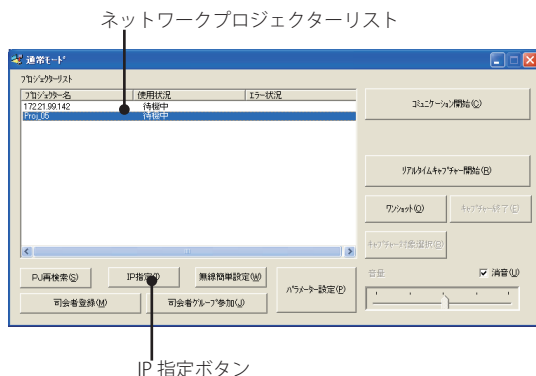 ネットワークプロジェクターリスト
通常モード
プロジェクターリスト
プロジェクター名 使用状況 エラー状況
172.21.99.142 待機中
Proj_05 待機中
コミュニケーション開始(C)
リアルタイムキャプチャー開始(R)
ワンショット(O) キャプチャー終了(E)
キャプチャー対象選択(B)
PJ再検索(S) IP指定(I) 無線簡単設定(W) パラメーター設定(P) 音量 消音(U)
司会者登録(M) 司会者グループ参加(J)
IP 指定ボタン